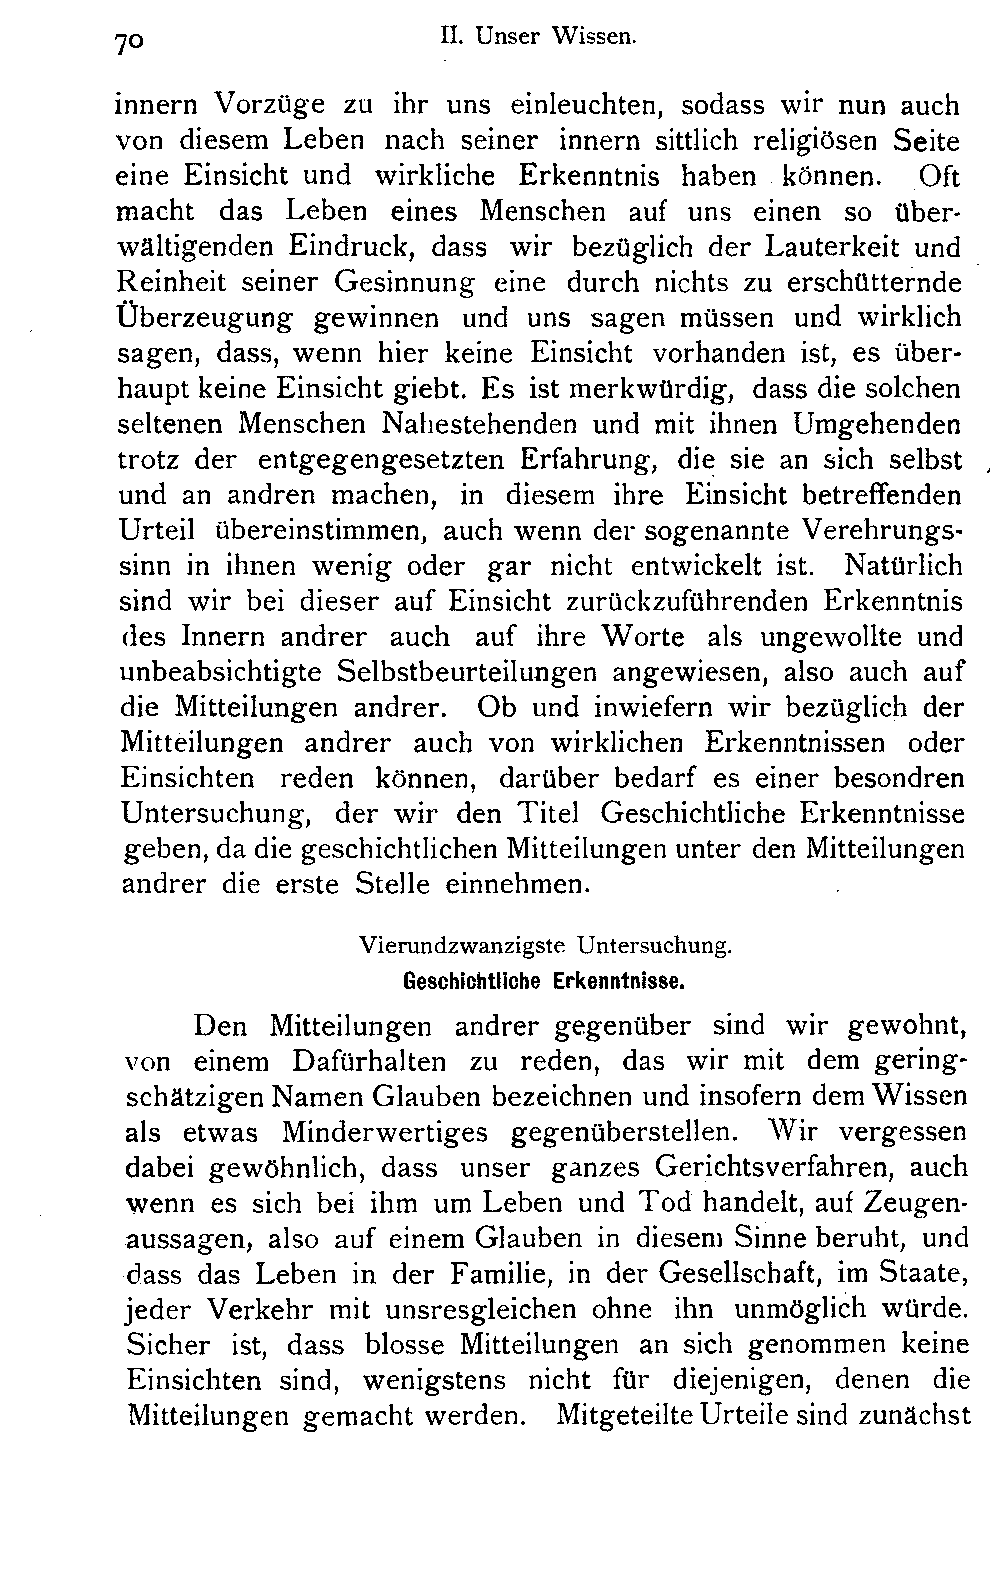 70
II. Unser Wissen.
innern Vorzüge zu ihr uns einleuchten, sodass wir nun auch
von diesem Leben nach seiner innern sittlich religiösen Seite
eine Einsicht und wirkliche Erkenntnis haben können. Oft
macht das Leben eines Menschen auf uns einen so über-
wältigenden Eindruck, dass wir bezüglich der Lauterkeit und
Reinheit seiner Gesinnung eine durch nichts zu erschütternde
Überzeugung gewinnen und uns sagen müssen und wirklich
sagen, dass, wenn hier keine Einsicht vorhanden ist, es über-
haupt keine Einsicht giebt. Es ist merkwürdig, dass die solchen
seltenen Menschen Nahestehenden und mit ihnen Umgehenden
trotz der entgegengesetzten Erfahrung, die sie an sich selbst
und an andren machen, in diesem ihre Einsicht betreffenden
Urteil übereinstimmen, auch wenn der sogenannte Verehrungs-
sinn in ihnen wenig oder gar nicht entwickelt ist. Natürlich
sind wir bei dieser auf Einsicht zurückzuführenden Erkenntnis
des Innern andrer auch auf ihre Worte als ungewollte und
unbeabsichtigte Selbstbeurteilungen angewiesen, also auch auf
die Mitteilungen andrer. Ob und inwiefern wir bezüglich der
Mitteilungen andrer auch von wirklichen Erkenntnissen oder
Einsichten reden können, darüber bedarf es einer besondren
Untersuchung, der wir den Titel Geschichtliche Erkenntnisse
geben, da die geschichtlichen Mitteilungen unter den Mitteilungen
andrer die erste Stelle einnehmen.
Vierundzwanzigste Untersuchung.
Geschichtliche Erkenntnisse.
Den Mitteilungen andrer gegenüber sind wir gewohnt,
von einem Dafürhalten zu reden, das wir mit dem gering-
schätzigen Namen Glauben bezeichnen und insofern dem Wissen
als etwas Minderwertiges gegenüberstellen. Wir vergessen
dabei gewöhnlich, dass unser ganzes Gerichtsverfahren, auch
wenn es sich bei ihm um Leben und Tod handelt, auf Zeugen-
aussagen, also auf einem Glauben in diesem Sinne beruht, und
dass das Leben in der Familie, in der Gesellschaft, im Staate,
jeder Verkehr mit unsresgleichen ohne ihn unmöglich würde.
Sicher ist, dass blosse Mitteilungen an sich genommen keine
Einsichten sind, wenigstens nicht für diejenigen, denen die
Mitteilungen gemacht werden. Mitgeteilte Urteile sind zunächst